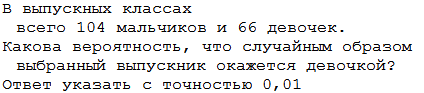 В выпускных классах
всего 104 мальчиков и 66 девочек.
Какова вероятность, что случайным образом
выбранный выпускник окажется девочкой?
Ответ указать с точностью 0,01